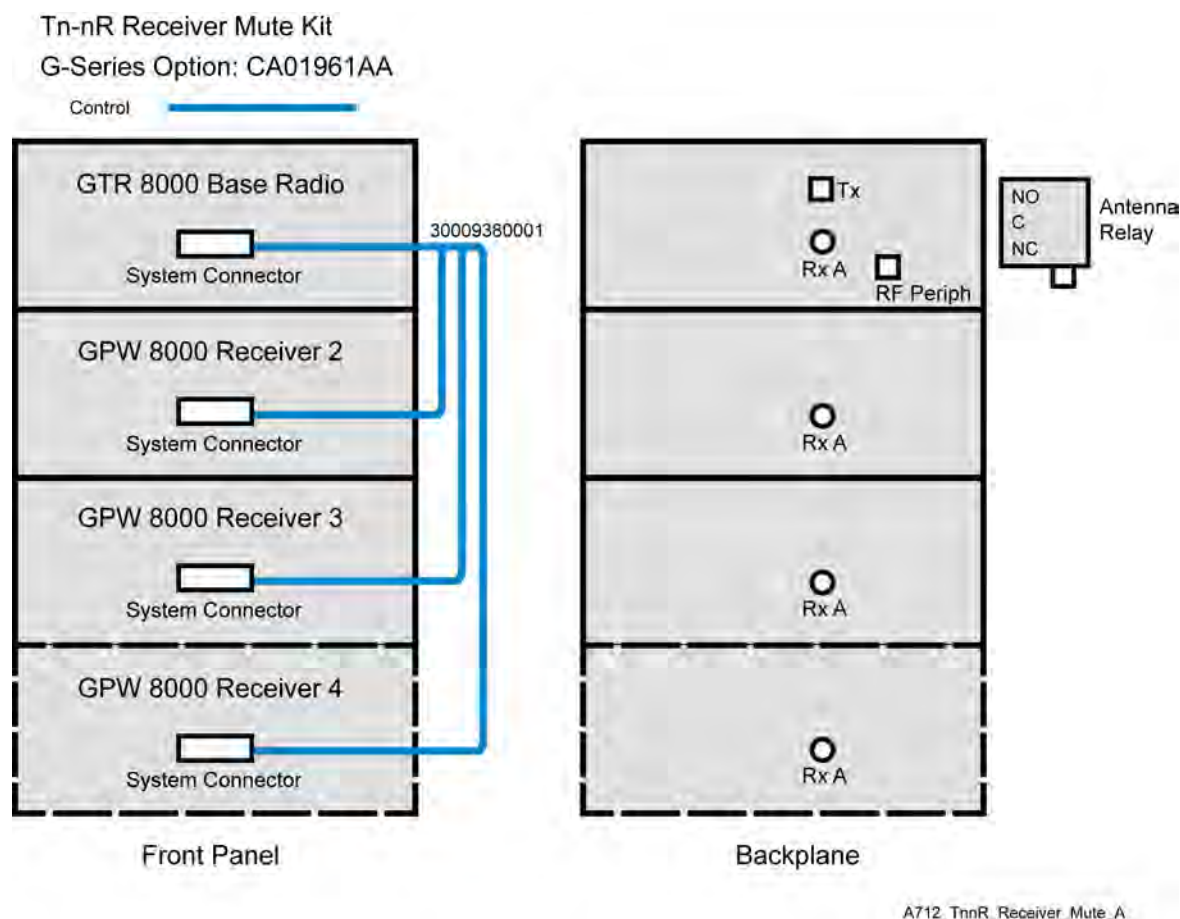 Tn-nR Receiver Mute Kit
G-Series Option: CA01961AA
Control
GTR 8000 Base Radio
System Connector
30009380001
GPW 8000 Receiver 2
System Connector
GPW 8000 Receiver 3
System Connector
GPW 8000 Receiver 4
System Connector
Front Panel
Tx
Rx A
RF Periph
NO
C
NC
Antenna
Relay
Rx A
Rx A
Rx A
Backplane
A712_TnnR_Receiver_Mute_A